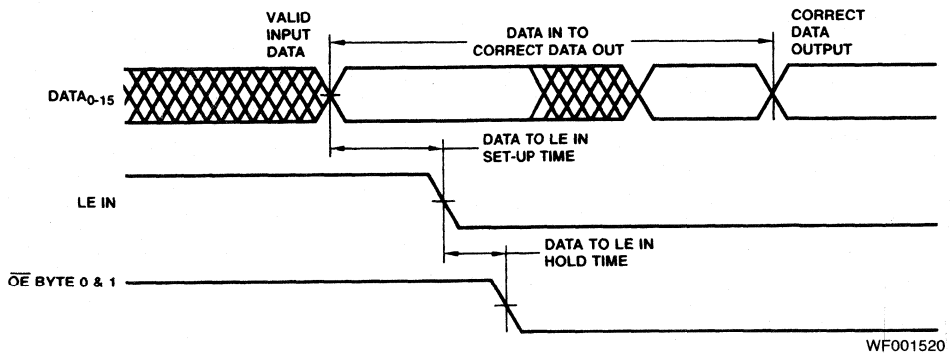 VALID
INPUT
DATA
DATA IN TO
CORRECT DATA OUT
CORRECT
DATA
OUTPUT
DATA0-15
DATA TO LE IN
SET-UP TIME
LE IN
DATA TO LE IN
HOLD TIME
OE BYTE 0 & 1
WF001520